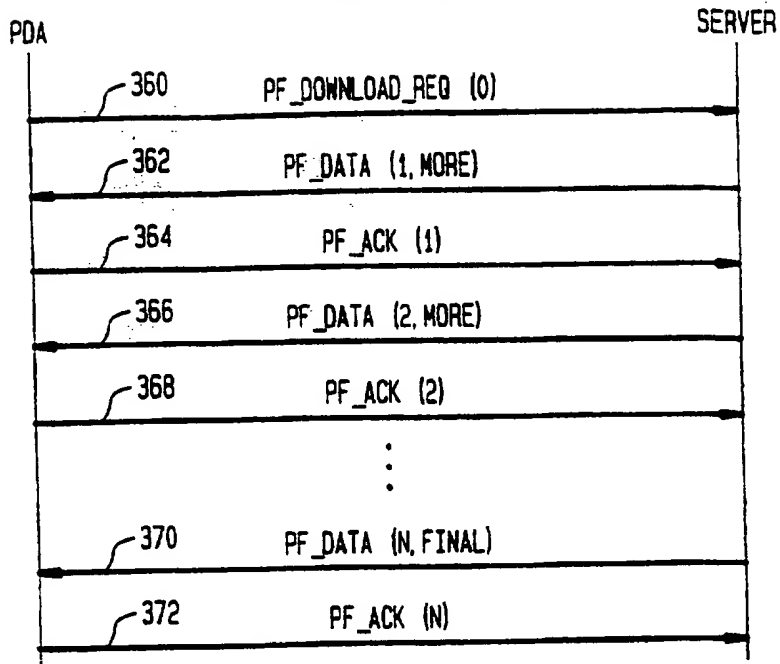 PDA
SERVER
360 PF_DOWNLOAD_REQ (0)
362 PF_DATA (1, MORE)
364 PF_ACK (1)
366 PF_DATA (2, MORE)
368 PF_ACK (2)
370 PF_DATA (N, FINAL)
372 PF_ACK (N)